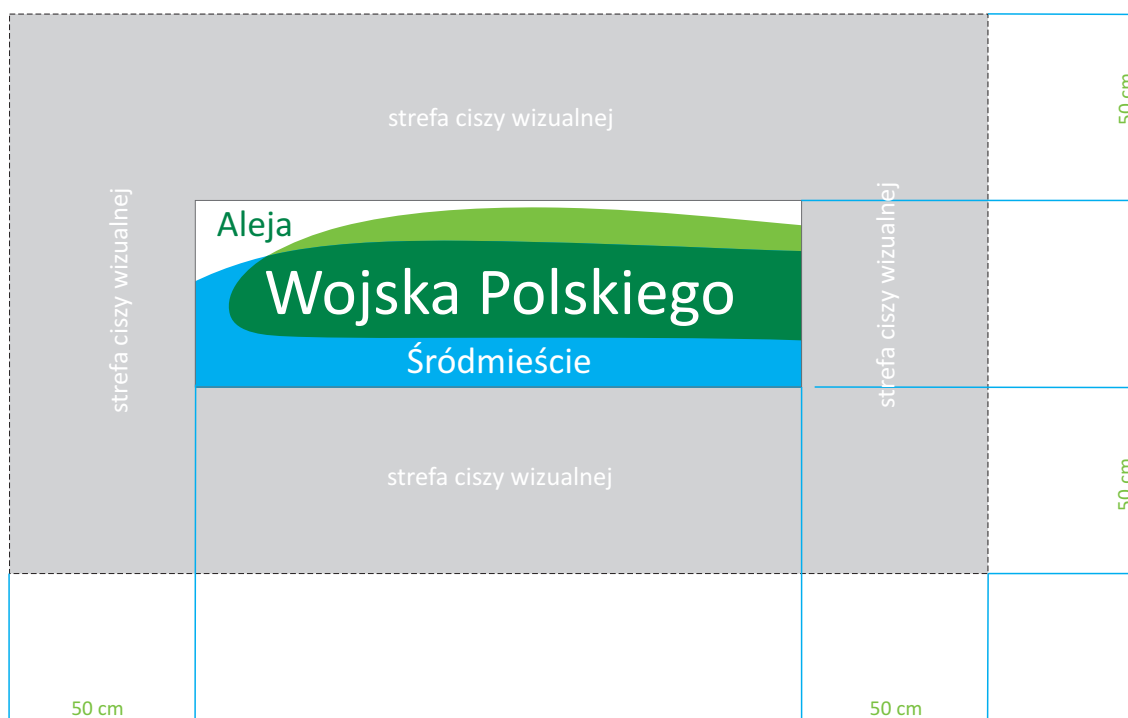 strefa ciszy wizualnej
50 cm
strefa ciszy wizualnej
Aleja
Wojska Polskiego
Śródmieście
strefa ciszy wizualnej
strefa ciszy wizualnej
50 cm
50 cm
50 cm